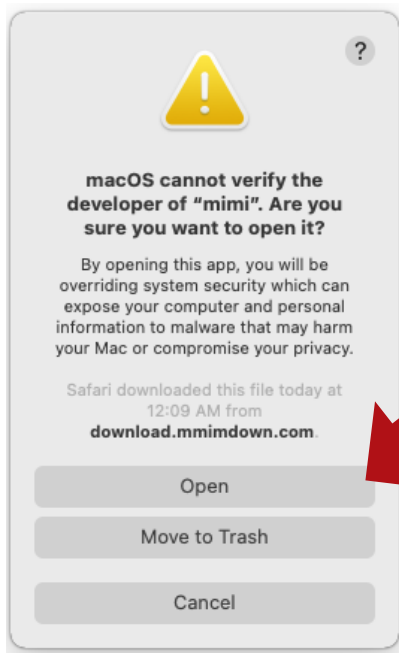 ?
macOS cannot verify the
developer of “mimi”. Are you
sure you want to open it?
By opening this app, you will be
overriding system security which can
expose your computer and personal
information to malware that may harm
your Mac or compromise your privacy.
Safari downloaded this file today at
12:09 AM from
download.mmimdown.com.
Open
Move to Trash
Cancel